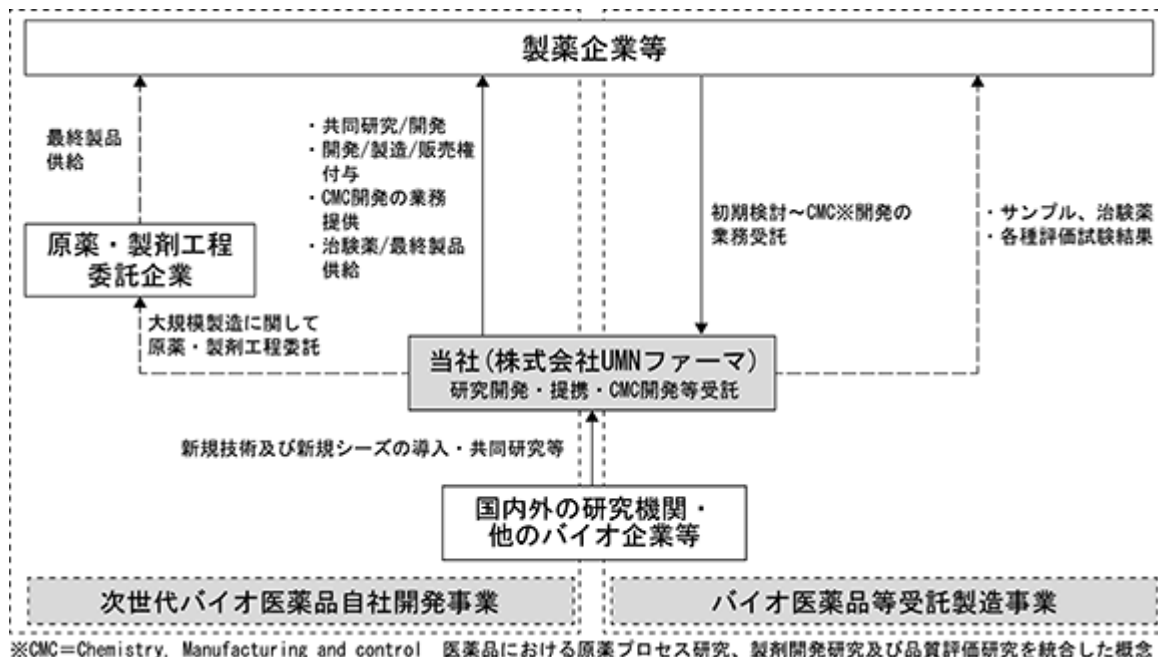 製薬企業等
最終製品
供給
・共同研究/開発
・開発/製造/販売権
付与
・CMC開発の業務
提供
・治験薬/最終製品
供給
初期検討～CMC※開発の
業務受託
・サンプル、治験薬
・各種評価試験結果
原薬・製剤工程
委託企業
大規模製造に関して
原薬・製剤工程委託
当社(株式会社UMNファーマ)
研究開発・提携・CMC開発等受託
新規技術及び新規シーズの導入・共同研究等
国内外の研究機関・
他のバイオ企業等
次世代バイオ医薬品自社開発事業
バイオ医薬品等受託製造事業
※CMC=Chemistry, Manufacturing and control 医薬品における原薬プロセス研究、製剤開発研究及び品質評価研究を統合した概念